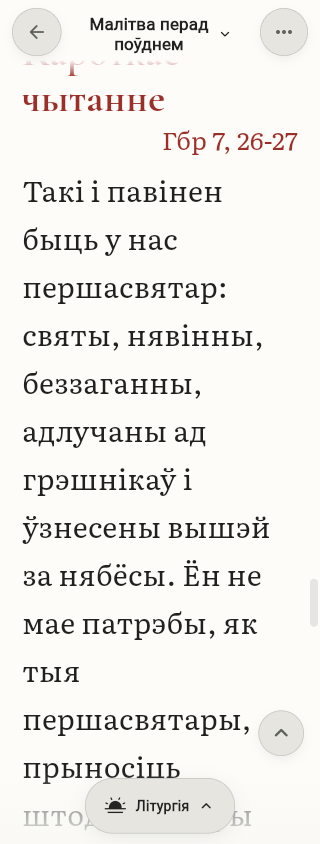 Малітва перад
поўднем
Кароткае
чытанне
Гбр 7, 26-27
Такі і павінен
быць у нас
першасвятар:
святы, нявінны,
беззаганны,
адлучаны ад
грэшнікаў і
ўзнесены вышэй
за нябёсы. Ён не
мае патрэбы, як
тыя
першасвятары,
прыносіць
Літургія